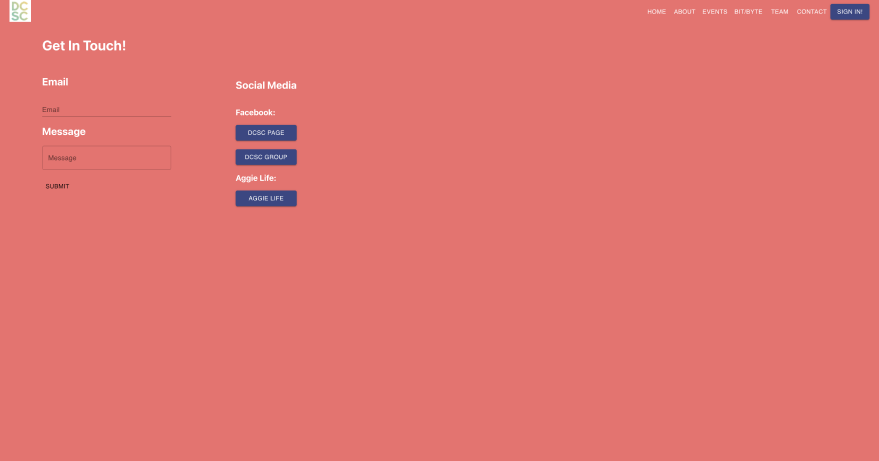 DC
SC
HOME ABOUT EVENTS BIT/BYTE TEAM CONTACT SIGN IN!
Get In Touch!
Email
Email
Message
Message
SUBMIT
Social Media
Facebook:
DCSC PAGE
DCSC GROUP
Aggie Life:
AGGIE LIFE